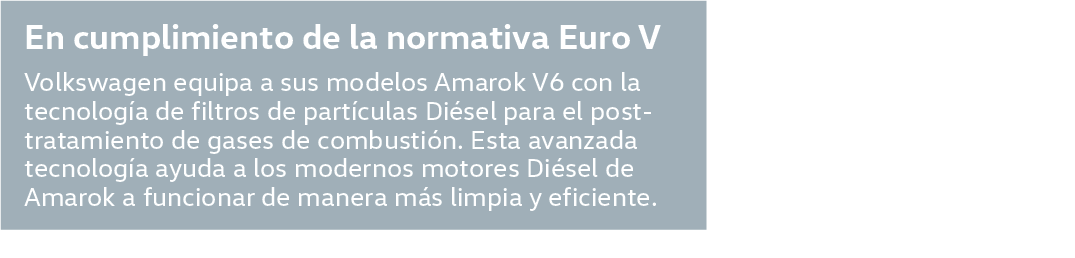 En cumplimiento de la normativa Euro V
Volkswagen equipa a sus modelos Amarok V6 con la
tecnología de filtros de partículas Diésel para el post-
tratamiento de gases de combustión. Esta avanzada
tecnología ayuda a los modernos motores Diésel de
Amarok a funcionar de manera más limpia y eficiente.